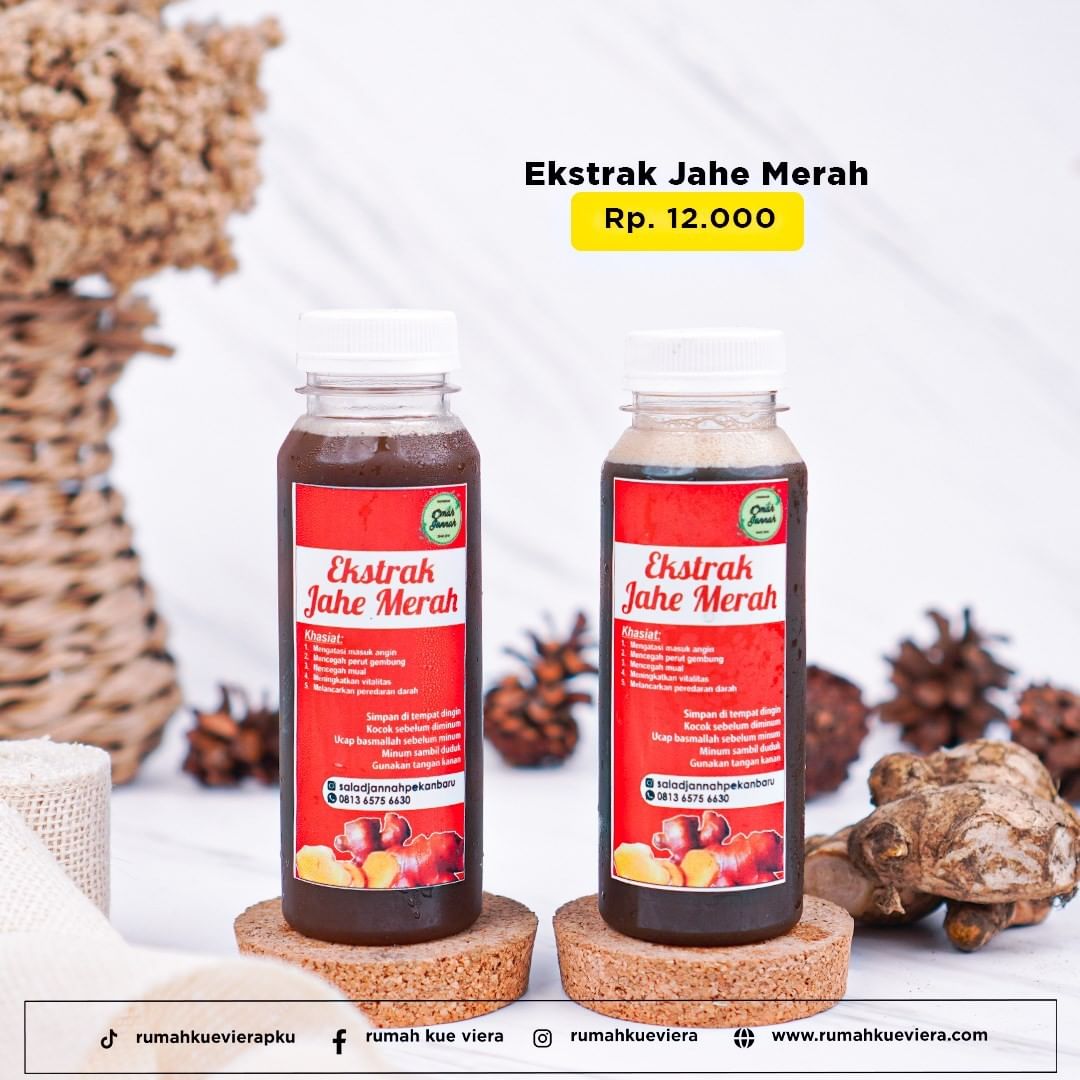 Ekstrak Jahe Merah
Rp. 12.000
Omah
Jannah
Ekstrak
Jahe Merah
Khasiat:
1. Mengatasi masuk angin
2. Mencegah perut gembung
3. Mencegah mual
4. Meningkatkan vitalitas
5. Melancarkan peredaran darah
Simpan di tempat dingin
Kocok sebelum diminum
Ucap basmallah sebelum minum
Minum sambil duduk
Gunakan tangan kanan
saladjannahpekanbaru
0813 6575 6630
Omah
Jannah
Ekstrak
Jahe Merah
Khasiat:
1. Mengatasi masuk angin
2. Mencegah perut gembung
3. Mencegah mual
4. Meningkatkan vitalitas
5. Melancarkan peredaran darah
Simpan di tempat dingin
Kocok sebelum diminum
Ucap basmallah sebelum minum
Minum sambil duduk
Gunakan tangan kanan
saladjannahpekanbaru
0813 6575 6630
rumahkuevierapku rumah kue viera rumahkueviera www.rumahkueviera.com